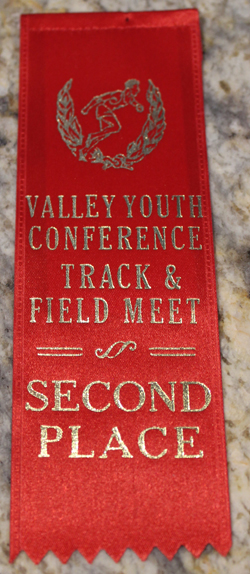 VALLEY YOUTH
CONFERENCE
TRACK &
FIELD MEET
SECOND
PLACE